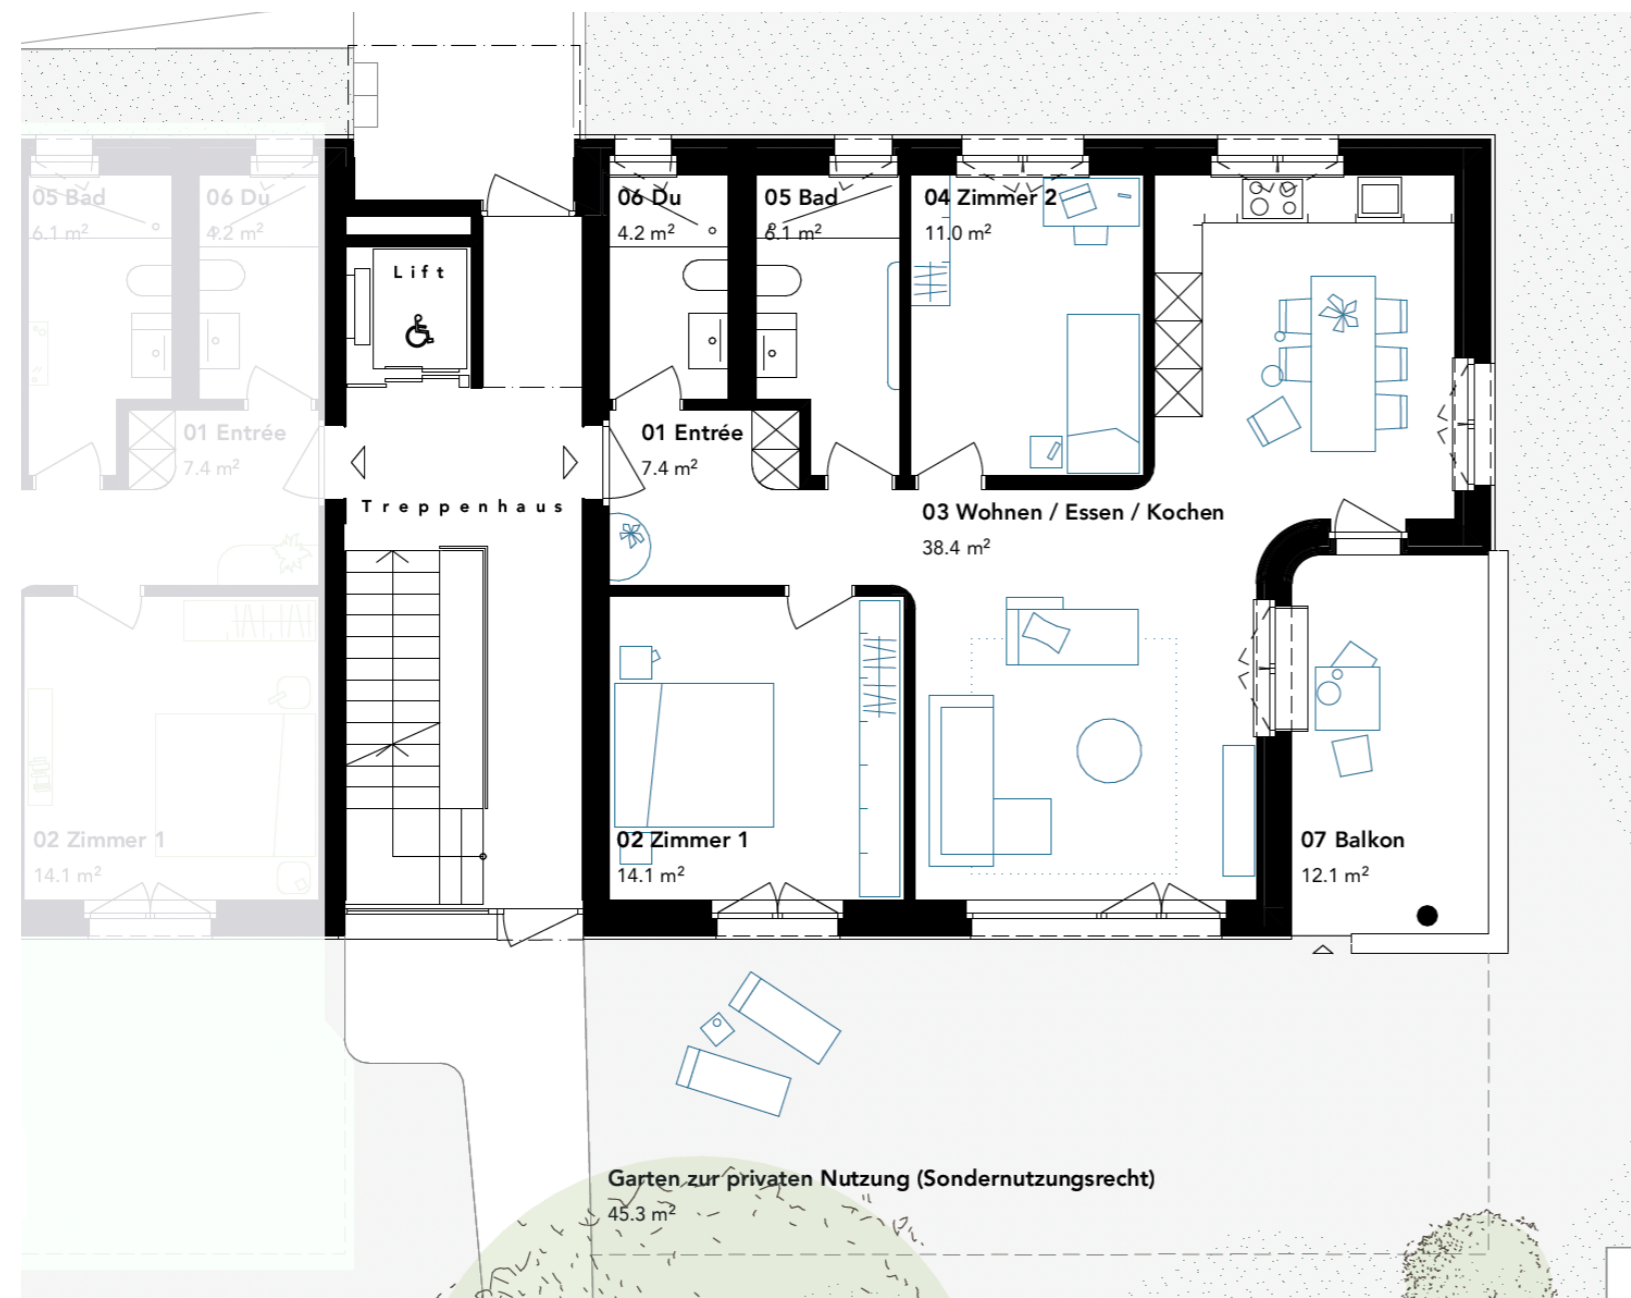 05 Bad
6.1 m²
06 Du
4.2 m²
Lift
06 Du
4.2 m²
05 Bad
6.1 m²
04 Zimmer 2
11.0 m²
01 Entrée
7.4 m²
Treppenhaus
01 Entrée
7.4 m²
03 Wohnen / Essen / Kochen
38.4 m²
02 Zimmer 1
14.1 m²
02 Zimmer 1
14.1 m²
07 Balkon
12.1 m²
Garten zur privaten Nutzung (Sondernutzungsrecht)
45.3 m²